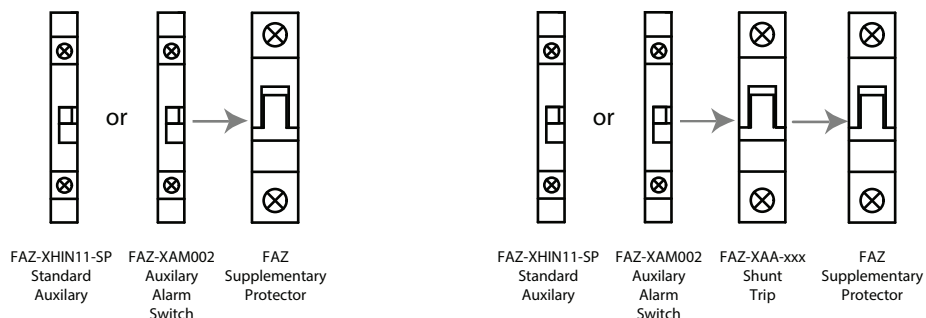 or
FAZ-XHIN11-SP
Standard
Auxilary
FAZ-XAM002
Auxilary
Alarm
Switch
FAZ
Supplementary
Protector
or
FAZ-XHIN11-SP
Standard
Auxilary
FAZ-XAM002
Auxilary
Alarm
Switch
FAZ-XAA-xxx
Shunt
Trip
FAZ
Supplementary
Protector